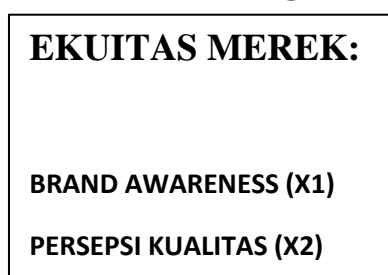 EKUITAS MEREK:
BRAND AWARENESS (X1)
PERSEPSI KUALITAS (X2)